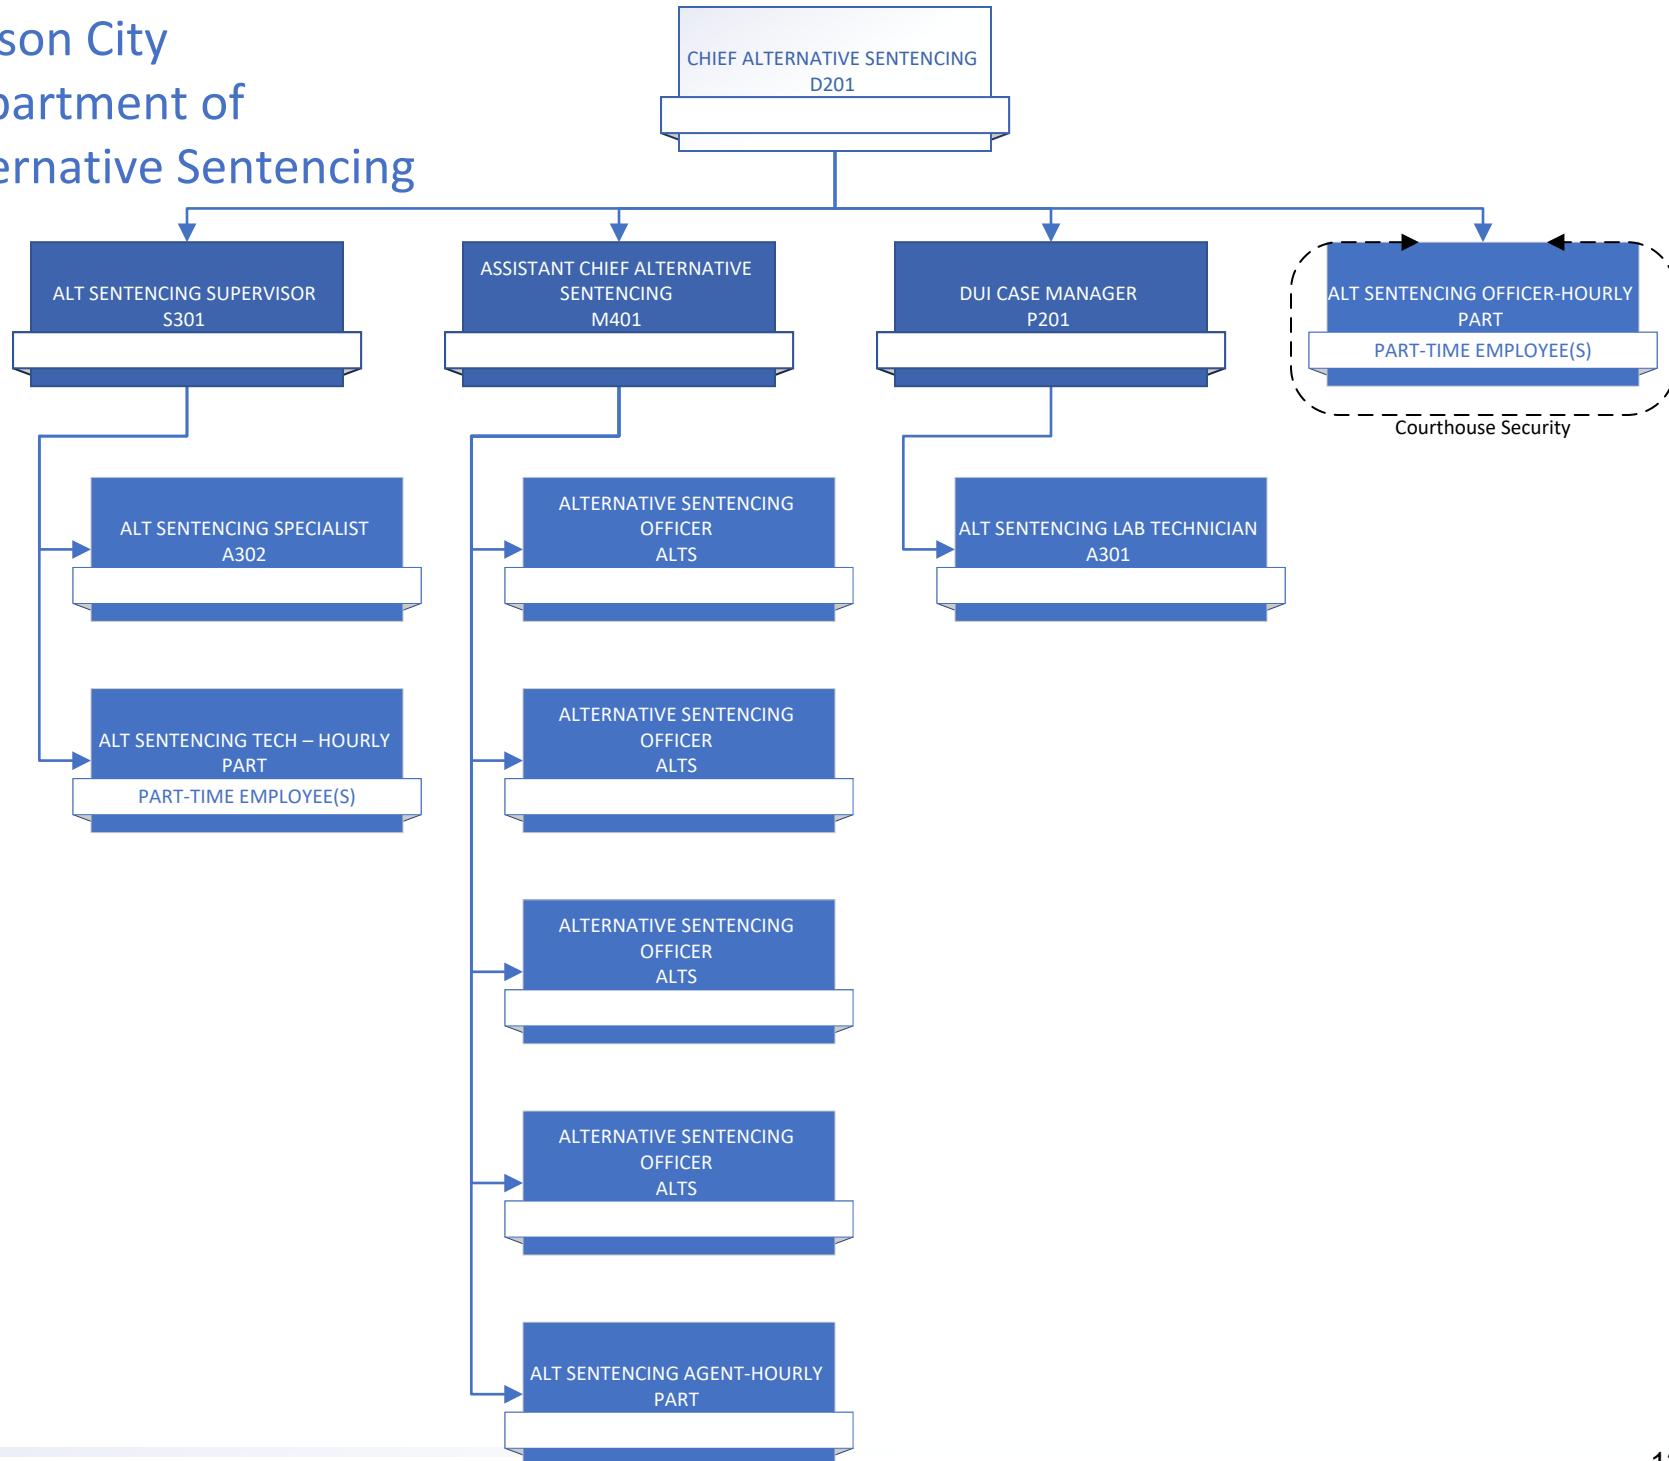 son City
partment of
ernative Sentencing
CHIEF ALTERNATIVE SENTENCING
D201
ALT SENTENCING SUPERVISOR
S301
ASSISTANT CHIEF ALTERNATIVE
SENTENCING
M401
DUI CASE MANAGER
P201
ALT SENTENCING OFFICER-HOURLY
PART
PART-TIME EMPLOYEE(S)
Courthouse Security
ALT SENTENCING SPECIALIST
A302
ALTERNATIVE SENTENCING
OFFICER
ALTS
ALT SENTENCING LAB TECHNICIAN
A301
ALT SENTENCING TECH – HOURLY
PART
PART-TIME EMPLOYEE(S)
ALTERNATIVE SENTENCING
OFFICER
ALTS
ALTERNATIVE SENTENCING
OFFICER
ALTS
ALTERNATIVE SENTENCING
OFFICER
ALTS
ALT SENTENCING AGENT-HOURLY
PART